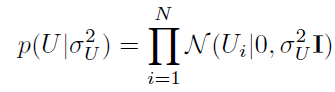 p(U|σ_U^2) = ∏_{i=1}^{N} 𝒩(U_i|0, σ_U^2 𝐈)